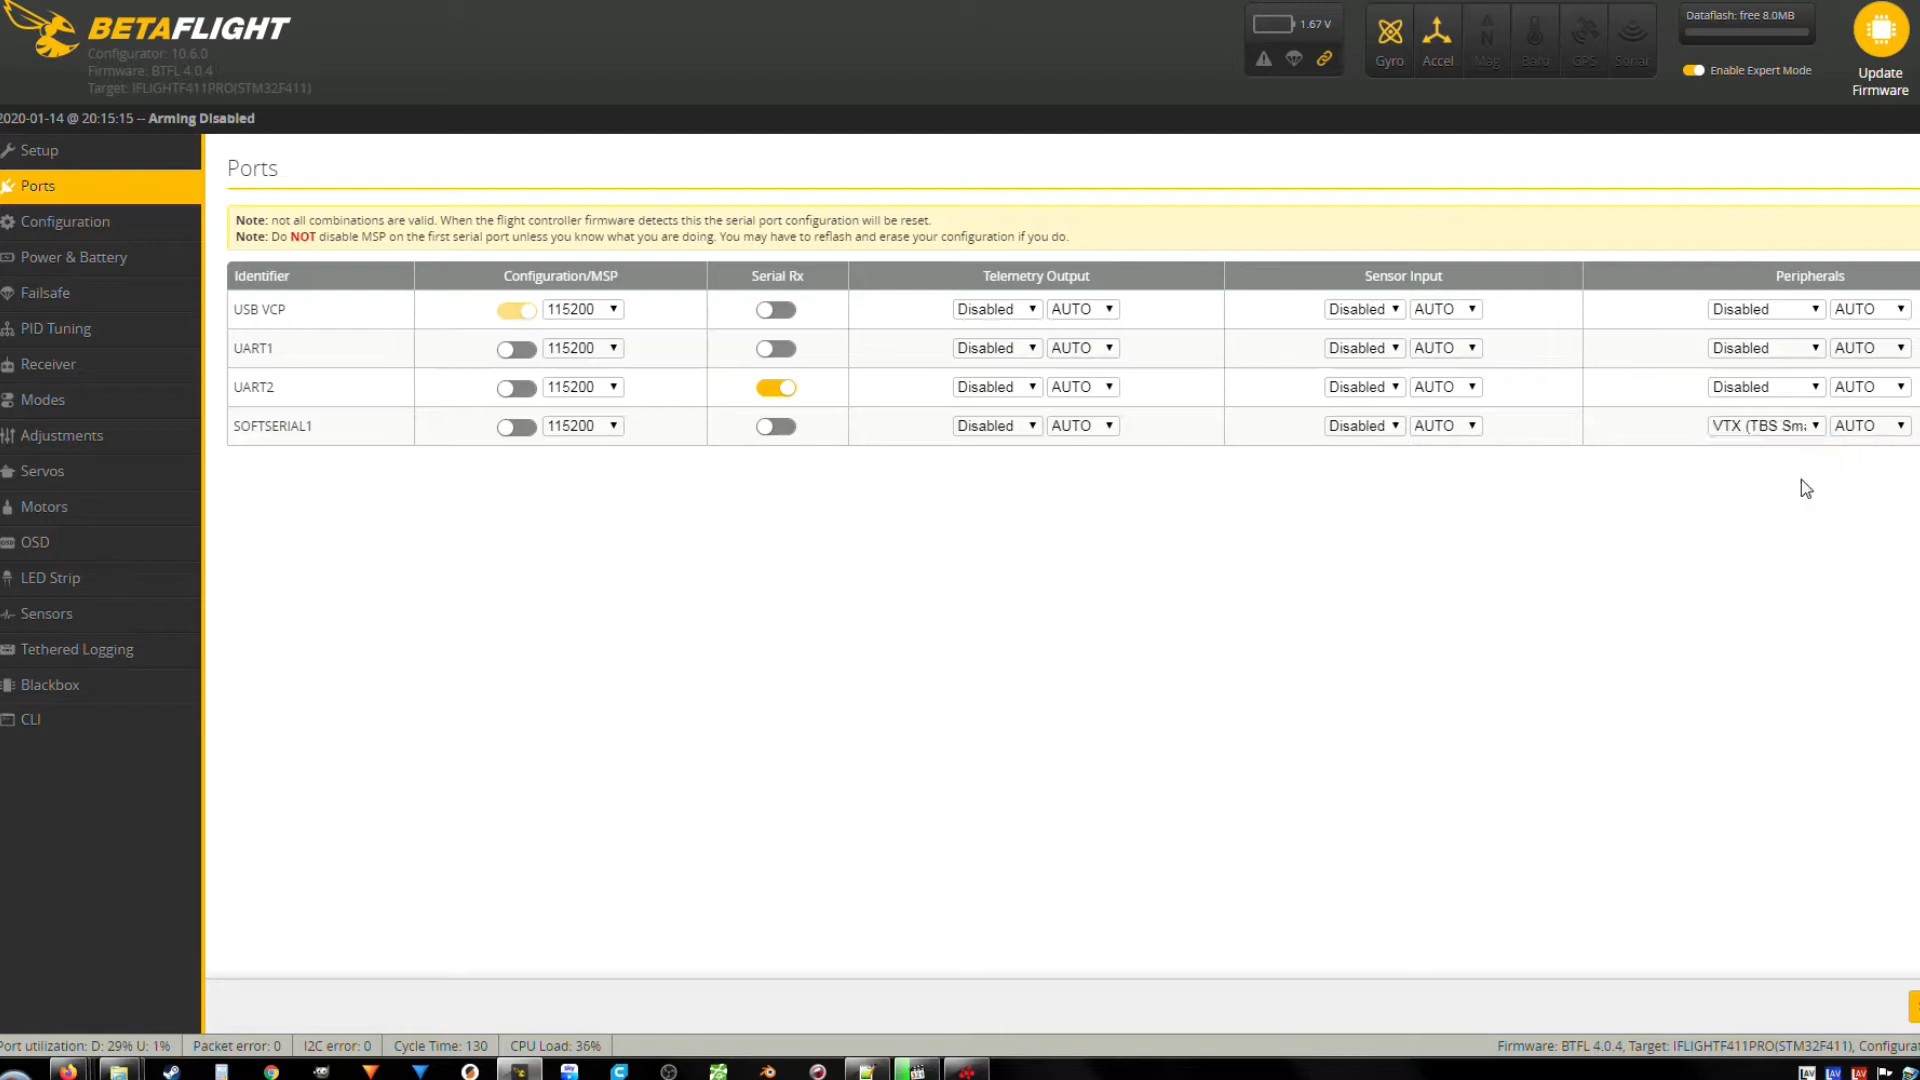 BETAFLIGHT
Configurator: 10.6.0
Firmware: BTFL 4.0.4
Target: IFLIGHTF411PRO(STM32F411)
1.67 V
Gyro
Accel
Mag
Baro
GPS
Sonar
Dataflash: free 8.0MB
Enable Expert Mode
Update
Firmware
2020-01-14 @ 20:15:15 -- Arming Disabled
Setup
Ports
Configuration
Power & Battery
Failsafe
PID Tuning
Receiver
Modes
Adjustments
Servos
Motors
OSD
LED Strip
Sensors
Tethered Logging
Blackbox
CLI
Ports
Note: not all combinations are valid. When the flight controller firmware detects this the serial port configuration will be reset.
Note: Do NOT disable MSP on the first serial port unless you know what you are doing. You may have to reflash and erase your configuration if you do.
Identifier Configuration/MSP Serial Rx Telemetry Output Sensor Input Peripherals
USB VCP 115200 Disabled AUTO Disabled AUTO Disabled AUTO
UART1 115200 Disabled AUTO Disabled AUTO Disabled AUTO
UART2 115200 Disabled AUTO Disabled AUTO Disabled AUTO
SOFTSERIAL1 115200 Disabled AUTO Disabled AUTO VTX (TBS Sma AUTO
Port utilization: D: 29% U: 1% Packet error: 0 I2C error: 0 Cycle Time: 130 CPU Load: 36% Firmware: BTFL 4.0.4, Target: IFLIGHTF411PRO(STM32F411), Configurat
LAV LAV LAV